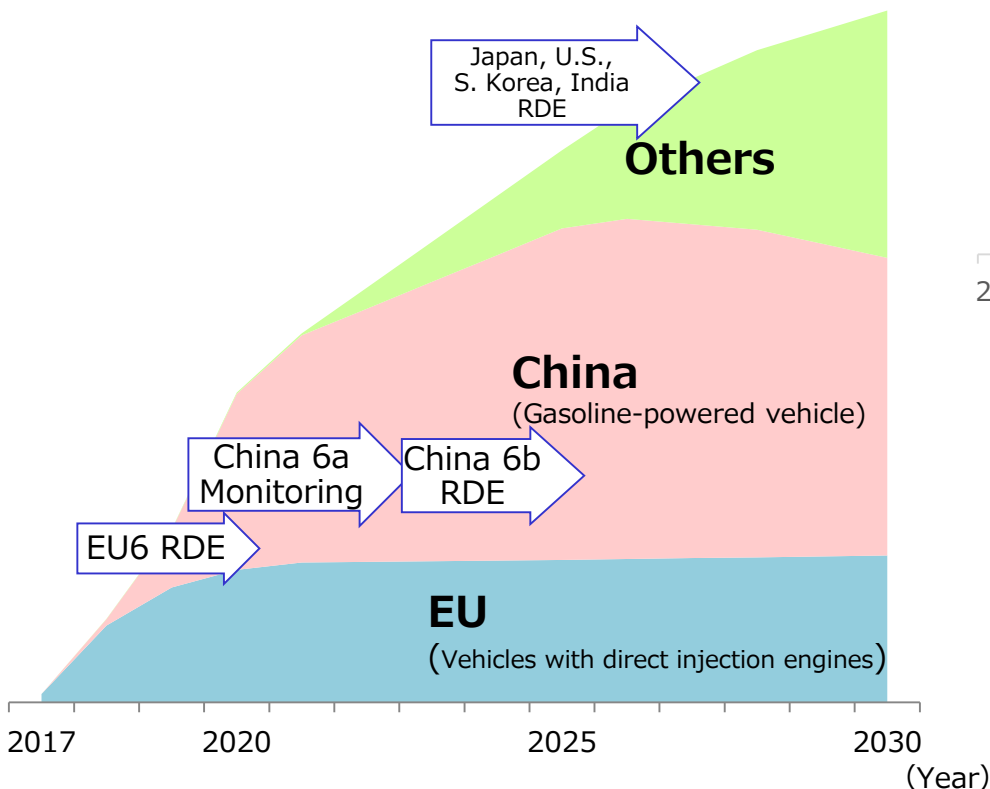 Japan, U.S.,
S. Korea, India
RDE
Others
China
(Gasoline-powered vehicle)
China 6a
Monitoring
China 6b
RDE
EU6 RDE
EU
(Vehicles with direct injection engines)
2
2017
2020
2025
2030
(Year)